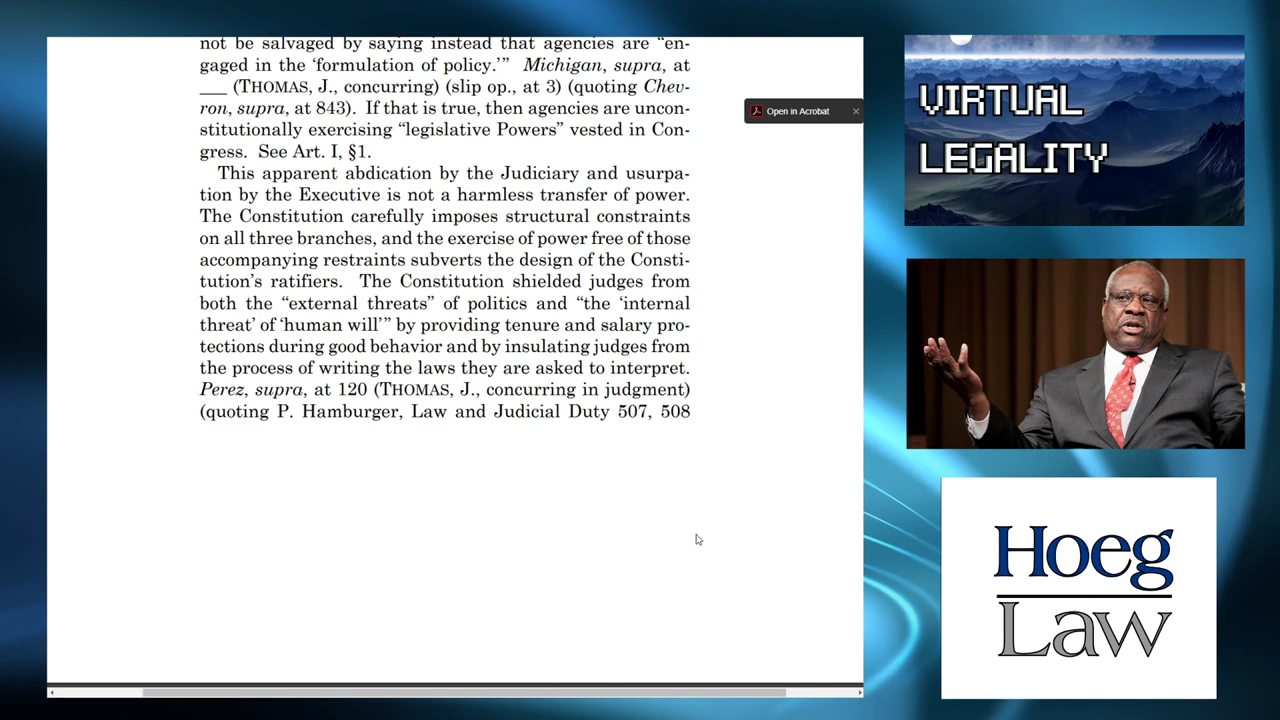 not be salvaged by saying instead that agencies are “en-
gaged in the ‘formulation of policy.’” Michigan, supra, at
___ (THOMAS, J., concurring) (slip op., at 3) (quoting Chev-
ron, supra, at 843). If that is true, then agencies are uncon-
stitutionally exercising “legislative Powers” vested in Con-
gress. See Art. I, §1.
This apparent abdication by the Judiciary and usurpa-
tion by the Executive is not a harmless transfer of power.
The Constitution carefully imposes structural constraints
on all three branches, and the exercise of power free of those
accompanying restraints subverts the design of the Consti-
tution’s ratifiers. The Constitution shielded judges from
both the “external threats” of politics and “the ‘internal
threat’ of ‘human will’” by providing tenure and salary pro-
tections during good behavior and by insulating judges from
the process of writing the laws they are asked to interpret.
Perez, supra, at 120 (THOMAS, J., concurring in judgment)
(quoting P. Hamburger, Law and Judicial Duty 507, 508
Open in Acrobat
VIRTUAL
LEGALITY
Hoeg
Law